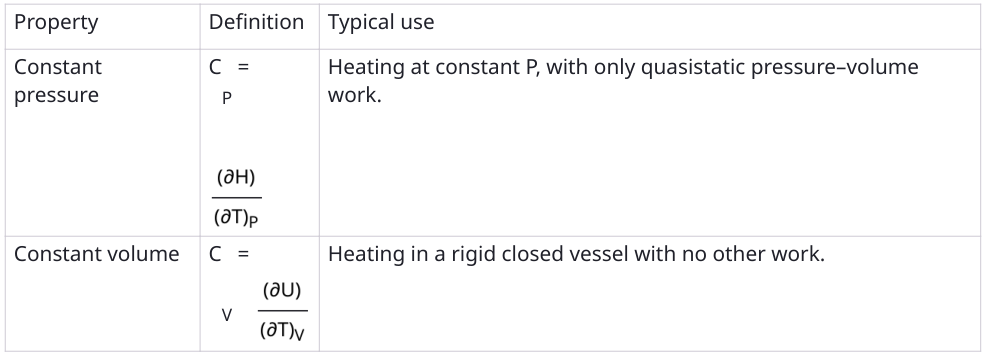 Property Definition Typical use
Constant pressure
C =
P
(∂H)
(∂T)P
Heating at constant P, with only quasistatic pressure–volume
work.
Constant volume
C =
V
(∂U)
(∂T)V
Heating in a rigid closed vessel with no other work.